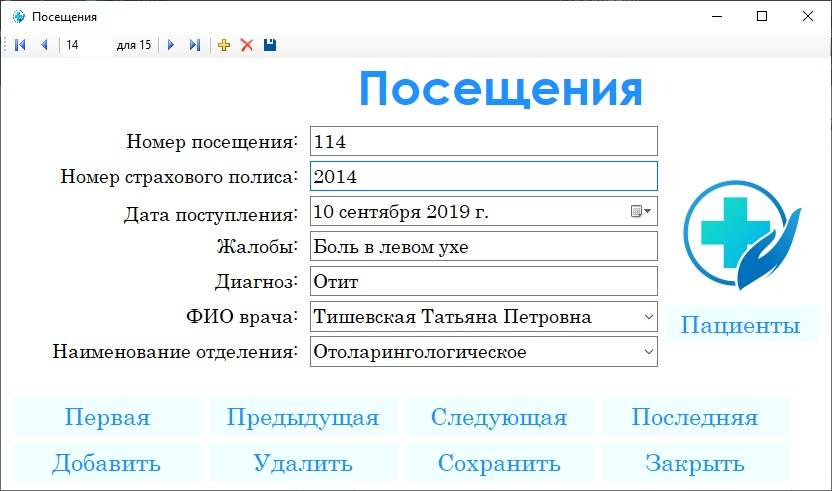 Посещения
14 для 15
Посещения
Номер посещения: 114
Номер страхового полиса: 2014
Дата поступления: 10 сентября 2019 г.
Жалобы: Боль в левом ухе
Диагноз: Отит
ФИО врача: Тишевская Татьяна Петровна
Пациенты
Наименование отделения: Отоларингологическое
Первая Предыдущая Следующая Последняя
Добавить Удалить Сохранить Закрыть